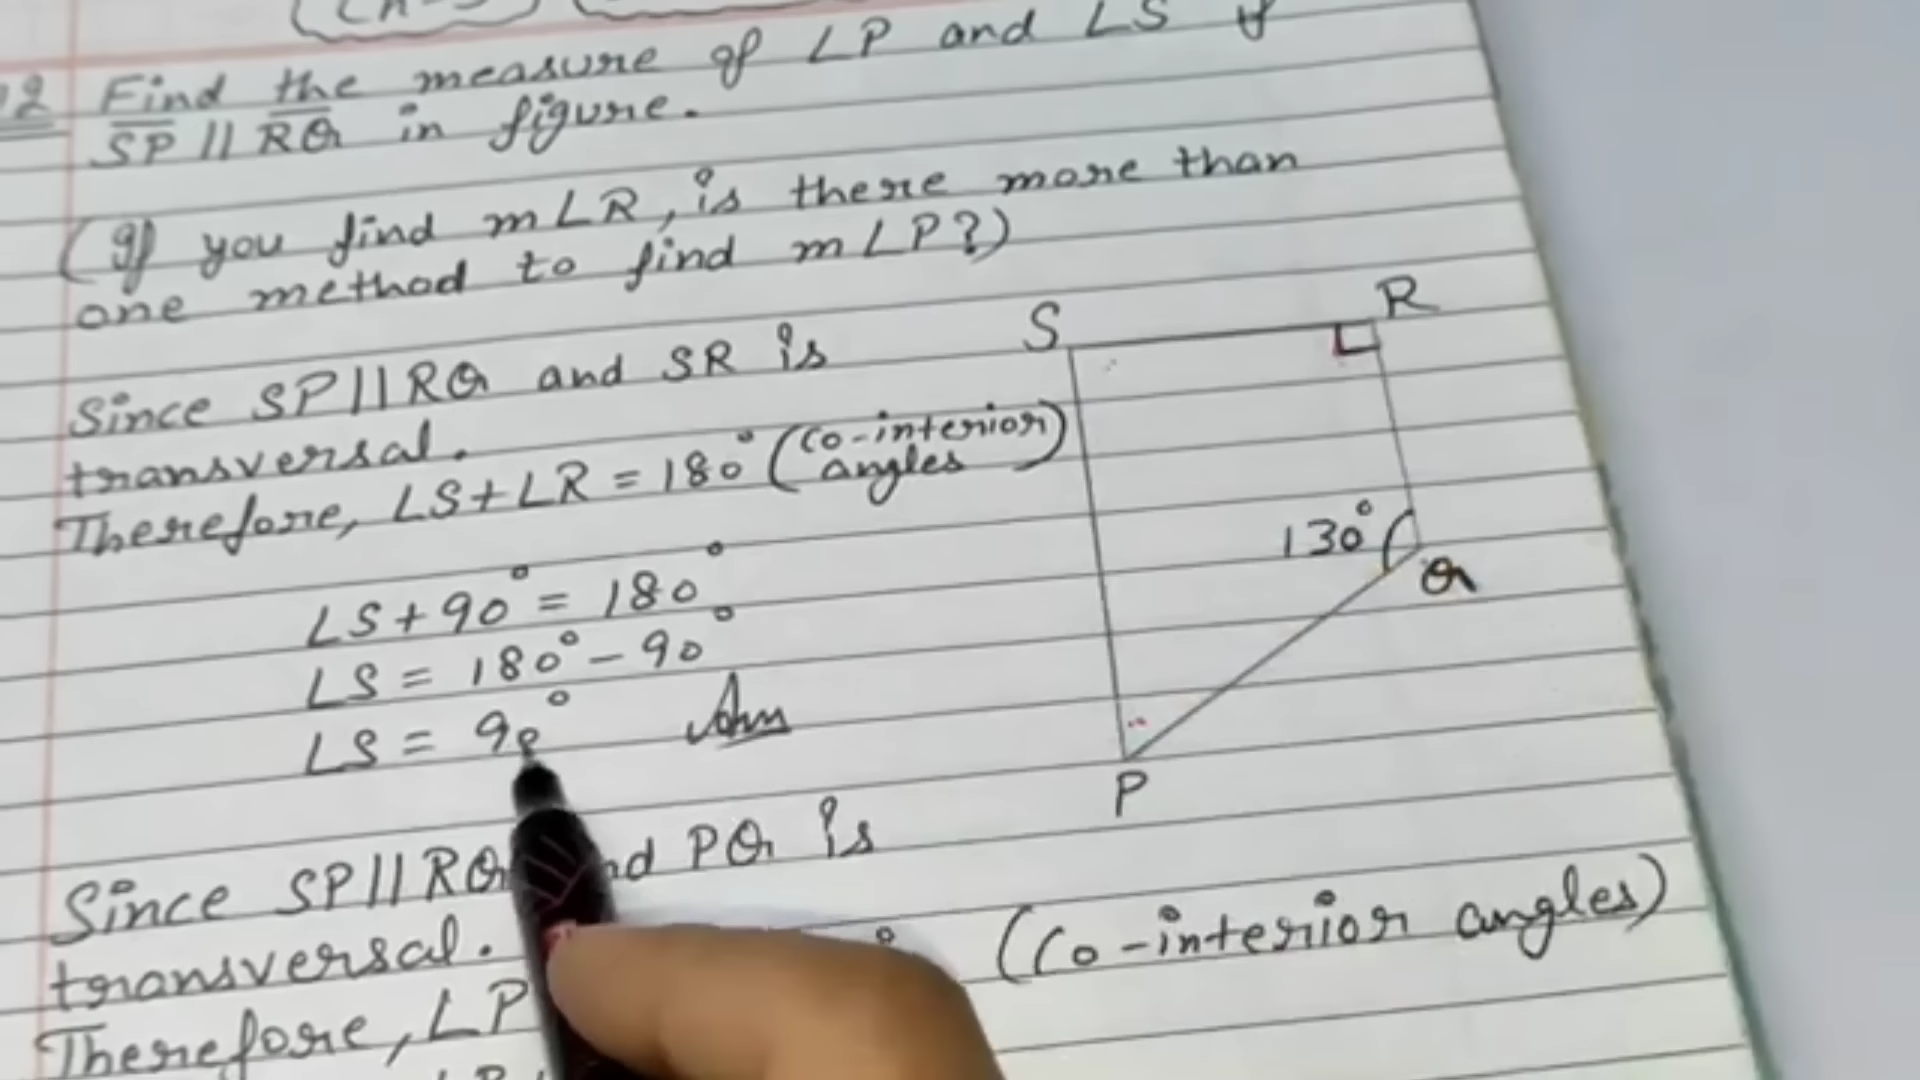 12 Find the measure of ∠P and ∠S if
SP || RQ in figure.
(If you find m∠R, is there more than
one method to find m∠P?)
Since SP||RQ and SR is
transversal.
Therefore, ∠S+∠R = 180° (co-interior
angles)
∠S + 90° = 180°
∠S = 180° - 90°
∠S = 90° Ans
S
R
130°
Q
P
Since SP||RQ and PQ is
transversal.
Therefore, ∠P
(Co-interior angles)